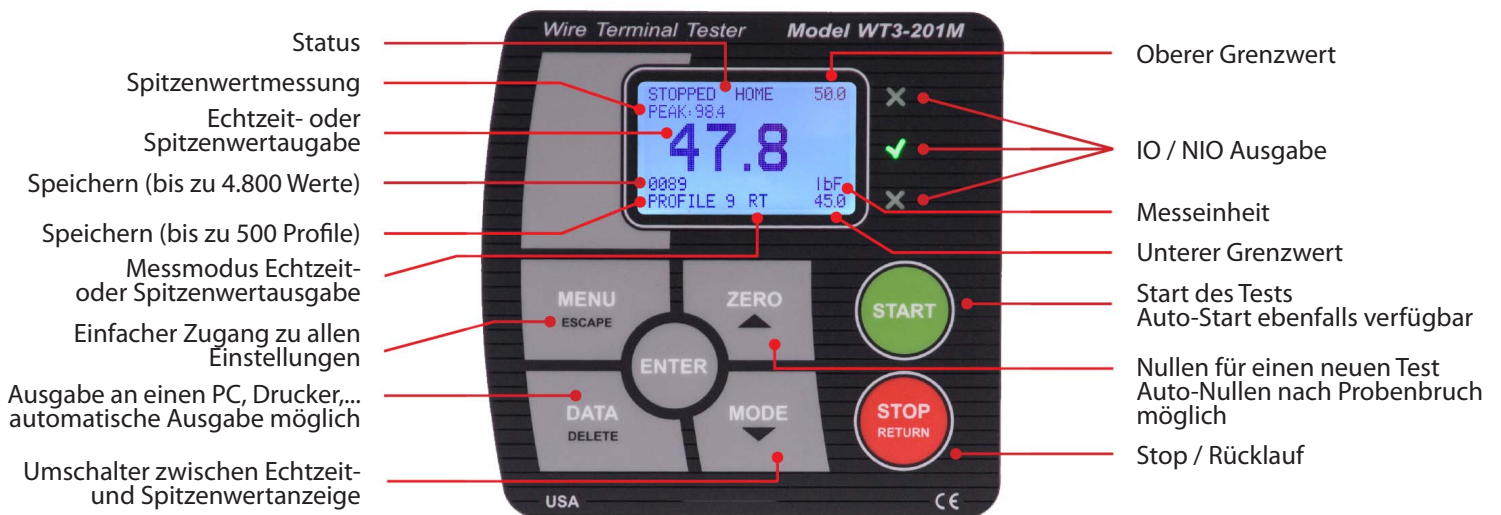 Status
Spitzenwertmessung
Echtzeit- oder
Spitzenwertaugabe
Speichern (bis zu 4.800 Werte)
Speichern (bis zu 500 Profile)
Messmodus Echtzeit-
oder Spitzenwertausgabe
Einfacher Zugang zu allen
Einstellungen
Ausgabe an einen PC, Drucker,...
automatische Ausgabe möglich
Umschalter zwischen Echtzeit-
und Spitzenwertanzeige
Wire Terminal Tester Model WT3-201M
STOPPED HOME 50.0
PEAK: 98.4
47.8
0089 lbF
PROFILE 9 RT 45.0
MENU
ESCAPE
ZERO
ENTER
DATA
DELETE
MODE
START
STOP
RETURN
USA CE
Oberer Grenzwert
IO / NIO Ausgabe
Messeinheit
Unterer Grenzwert
Start des Tests
Auto-Start ebenfalls verfügbar
Nullen für einen neuen Test
Auto-Nullen nach Probenbruch
möglich
Stop / Rücklauf